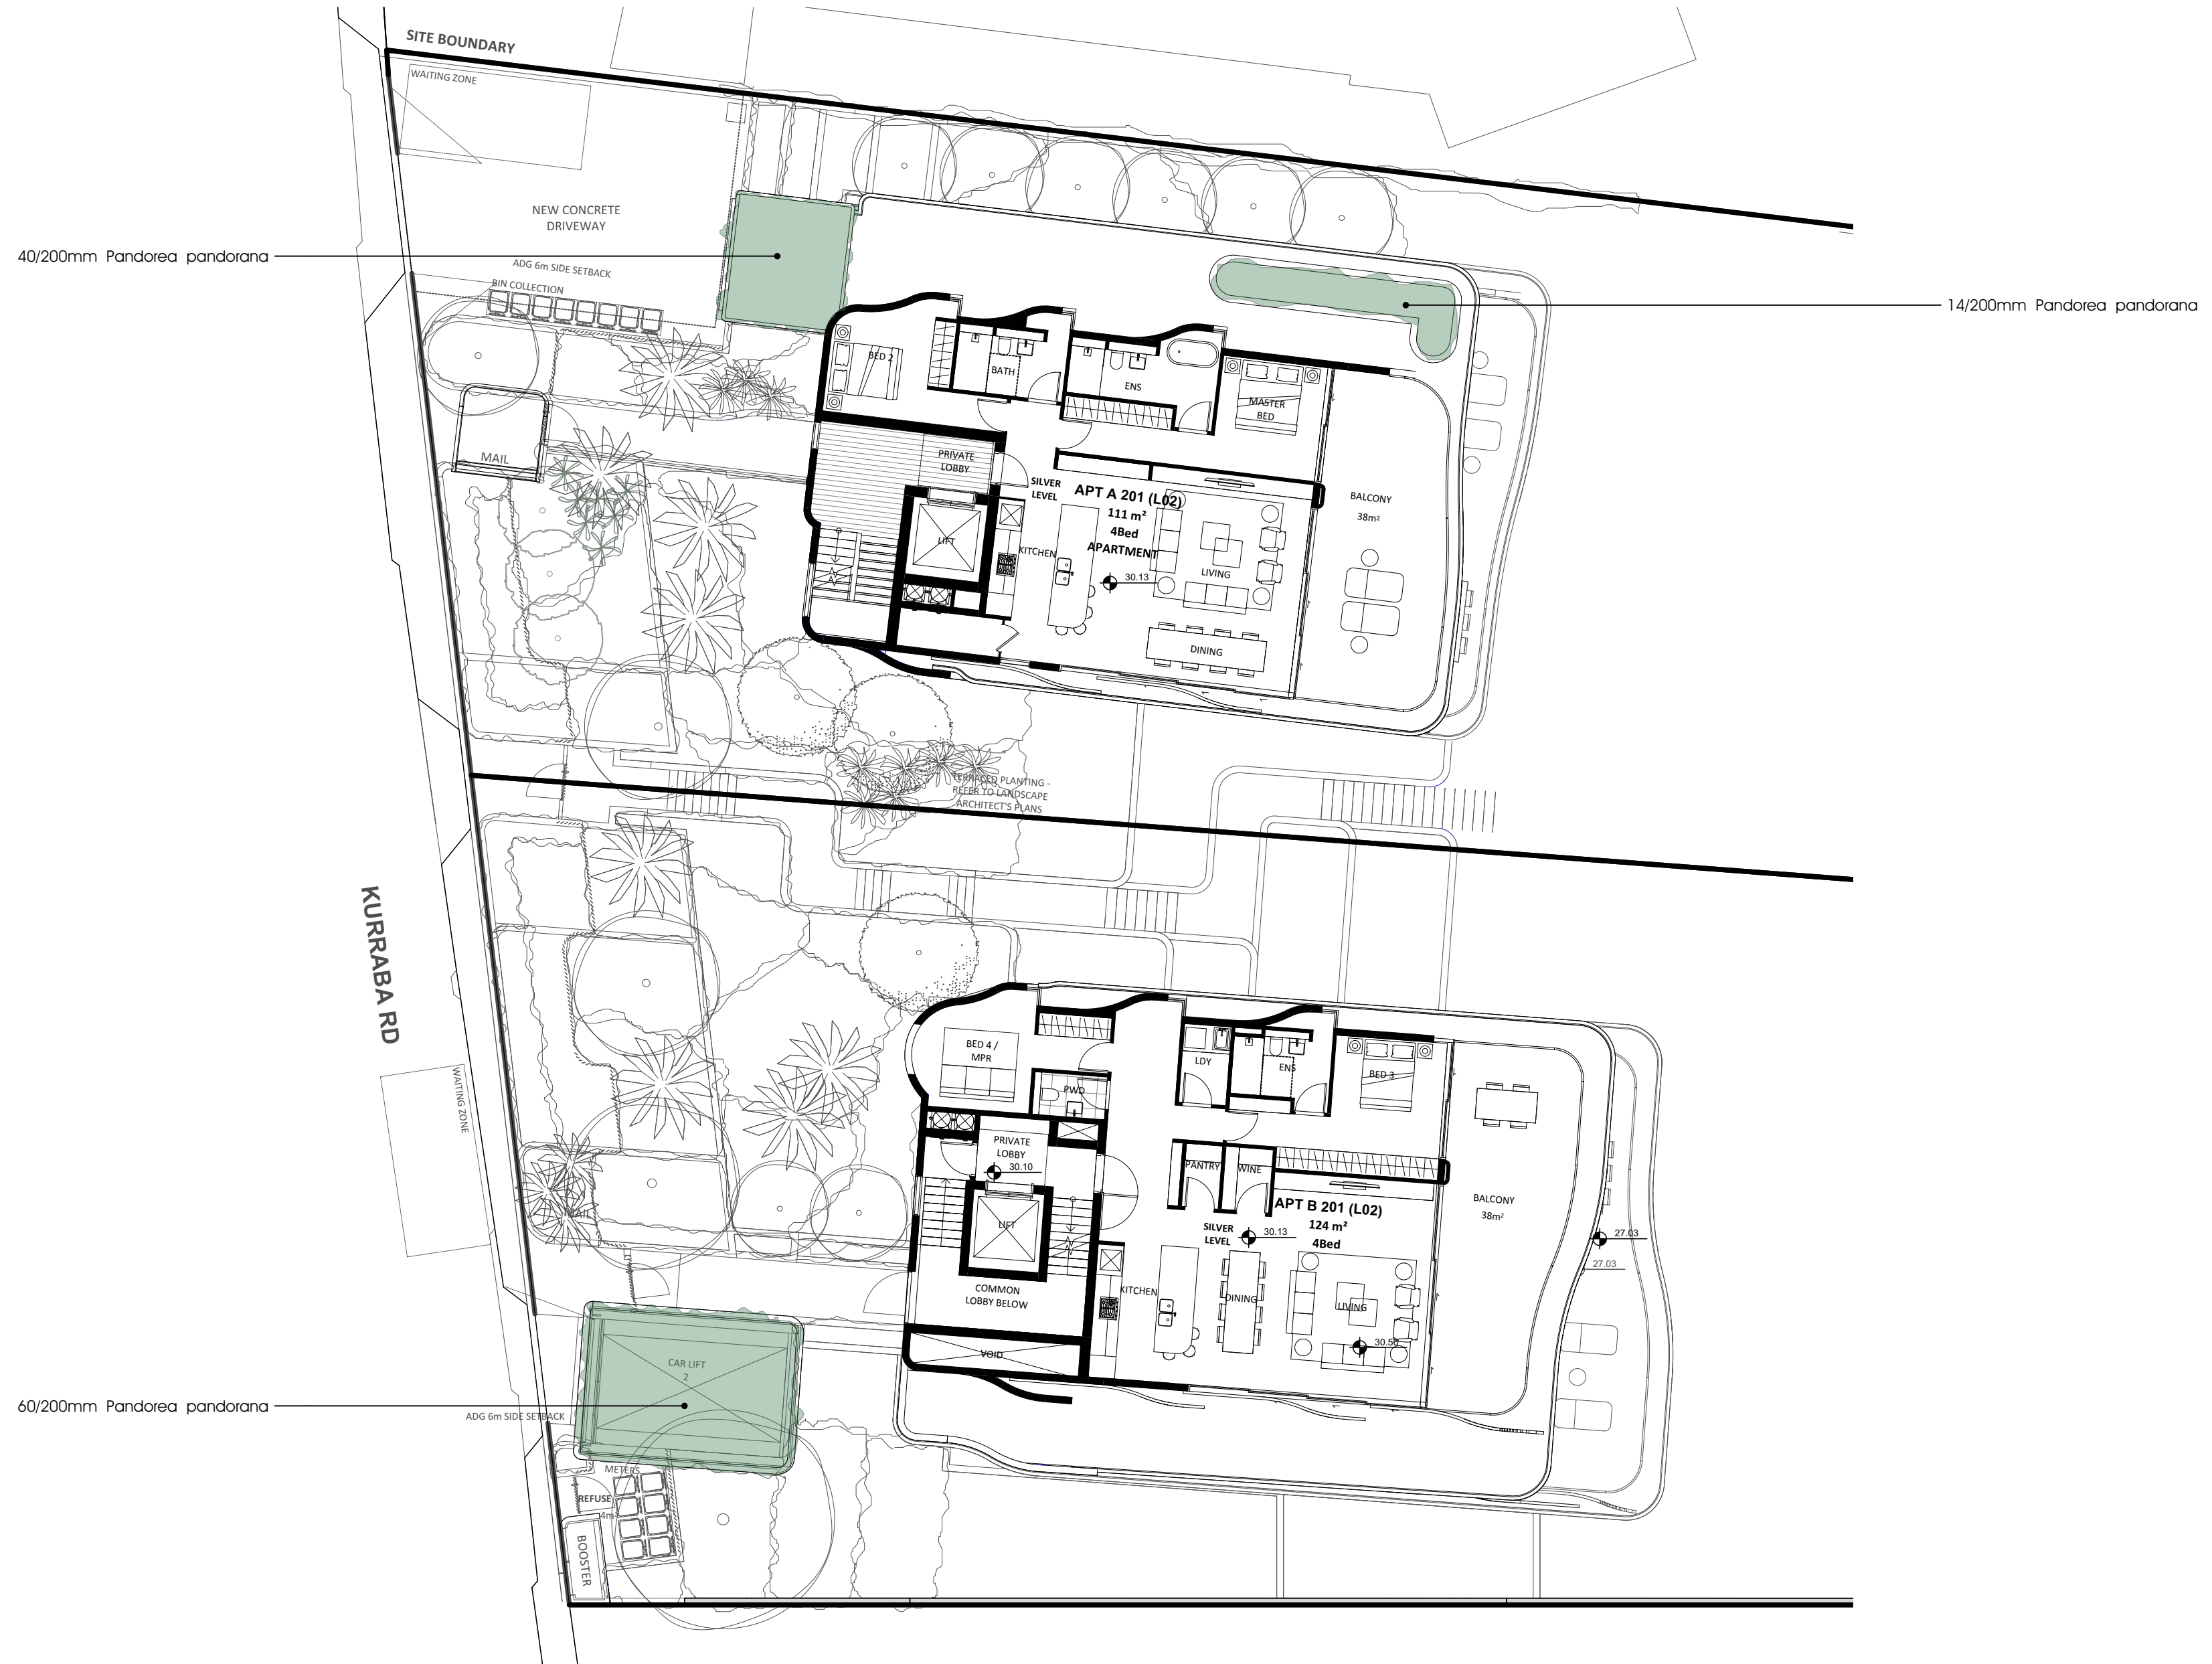 SITE BOUNDARY
WAITING ZONE
NEW CONCRETE
DRIVEWAY
40/200mm Pandorea pandorana
ADG 6m SIDE SETBACK
BIN COLLECTION
14/200mm Pandorea pandorana
BED 2
BATH
ENS
MASTER
BED
MAIL
PRIVATE
LOBBY
SILVER
LEVEL
APT A 201 (L02)
111 m²
4Bed
APARTMENT
BALCONY
38m²
LIFT
KITCHEN
30.13
LIVING
DINING
TERRACED PLANTING -
REFER TO LANDSCAPE
ARCHITECT'S PLANS
KURRABA RD
WAITING ZONE
BED 4 /
MPR
LDY
ENS
BED 3
PWD
PRIVATE
LOBBY
30.10
PANTRY
WINE
MAIL
LIFT
APT B 201 (L02)
124 m²
4Bed
SILVER
LEVEL
30.13
BALCONY
38m²
27.03
27.03
COMMON
LOBBY BELOW
KITCHEN
DINING
LIVING
30.50
VOID
CAR LIFT
2
60/200mm Pandorea pandorana
ADG 6m SIDE SETBACK
METERS
REFUSE
BOOSTER